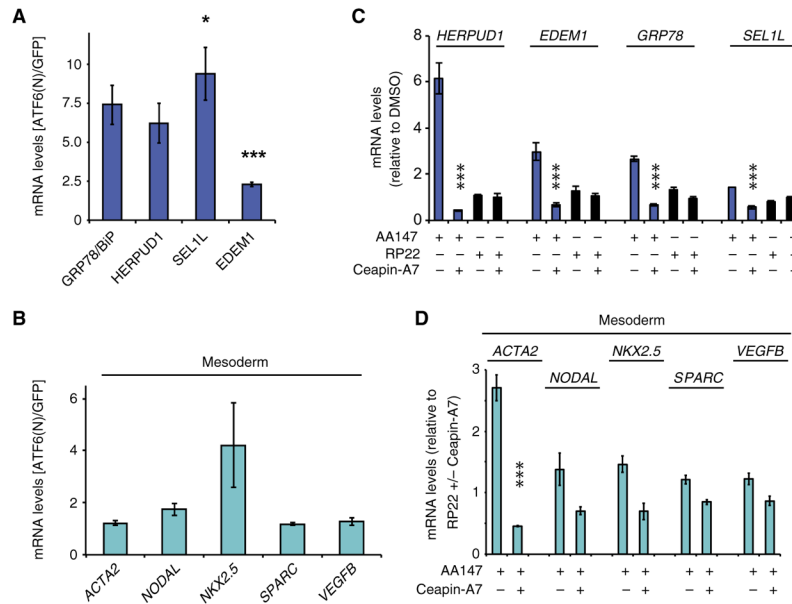 A
mRNA levels [ATF6(N)/GFP]
10.0
7.5
5.0
2.5
0
*
***
GRP78/BiP
HERPUD1
SEL1L
EDEM1
B
Mesoderm
mRNA levels [ATF6(N)/GFP]
6
4
2
0
ACTA2
NODAL
NKX2.5
SPARC
VEGFB
C
HERPUD1 EDEM1 GRP78 SEL1L
mRNA levels
(relative to DMSO)
8
6
4
2
0
*** *** *** ***
AA147 + + – – + + – – + + – – + + – –
RP22 – – + + – – + + – – + + – – + +
Ceapin-A7 – + – + – + – + – + – + – + – +
D
Mesoderm
ACTA2 NKX2.5 VEGFB
NODAL SPARC
mRNA levels (relative to
RP22 +/– Ceapin-A7)
3
2
1
0
***
AA147 + + + + + + + + + +
Ceapin-A7 – + – + – + – + – +